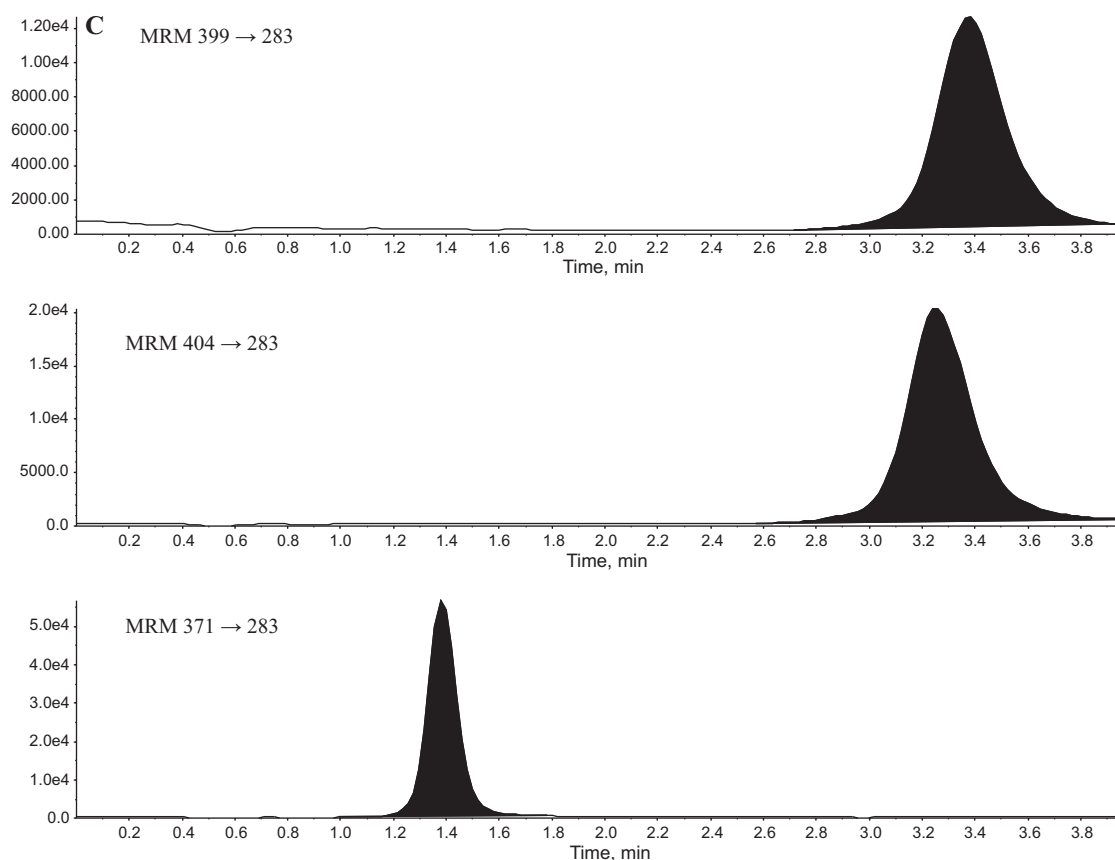 C
MRM 399 → 283
1.20e4
1.00e4
8000.00
6000.00
4000.00
2000.00
0.00
0.2 0.4 0.6 0.8 1.0 1.2 1.4 1.6 1.8 2.0 2.2 2.4 2.6 2.8 3.0 3.2 3.4 3.6 3.8
Time, min
MRM 404 → 283
2.0e4
1.5e4
1.0e4
5000.0
0.0
0.2 0.4 0.6 0.8 1.0 1.2 1.4 1.6 1.8 2.0 2.2 2.4 2.6 2.8 3.0 3.2 3.4 3.6 3.8
Time, min
MRM 371 → 283
5.0e4
4.0e4
3.0e4
2.0e4
1.0e4
0.0
0.2 0.4 0.6 0.8 1.0 1.2 1.4 1.6 1.8 2.0 2.2 2.4 2.6 2.8 3.0 3.2 3.4 3.6 3.8
Time, min